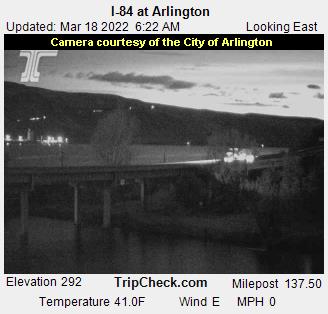 I-84 at Arlington
Updated: Mar 18 2022 6:22 AM Looking East
Camera courtesy of the City of Arlington
Elevation 292 TripCheck.com Milepost 137.50
Temperature 41.0F Wind E MPH 0